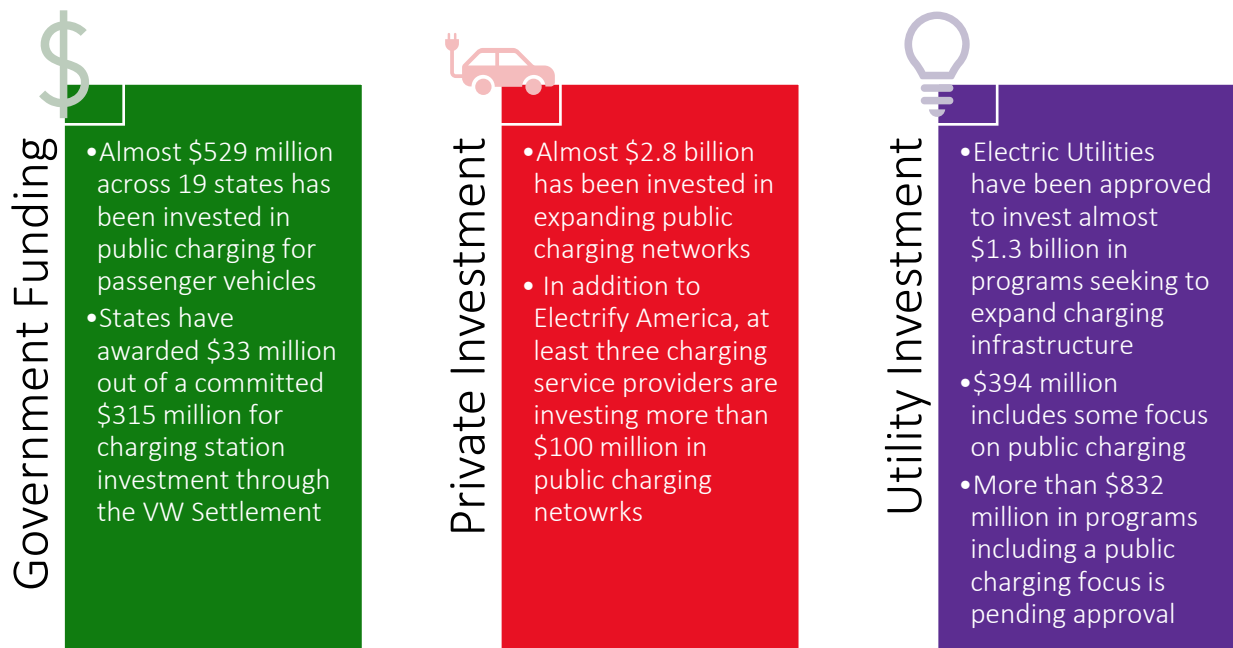 Government Funding
•Almost $529 million
across 19 states has
been invested in
public charging for
passenger vehicles
•States have
awarded $33 million
out of a committed
$315 million for
charging station
investment through
the VW Settlement
Private Investment
•Almost $2.8 billion
has been invested in
expanding public
charging networks
• In addition to
Electrify America, at
least three charging
service providers are
investing more than
$100 million in
public charging
netowrks
Utility Investment
•Electric Utilities
have been approved
to invest almost
$1.3 billion in
programs seeking to
expand charging
infrastructure
•$394 million
includes some focus
on public charging
•More than $832
million in programs
including a public
charging focus is
pending approval